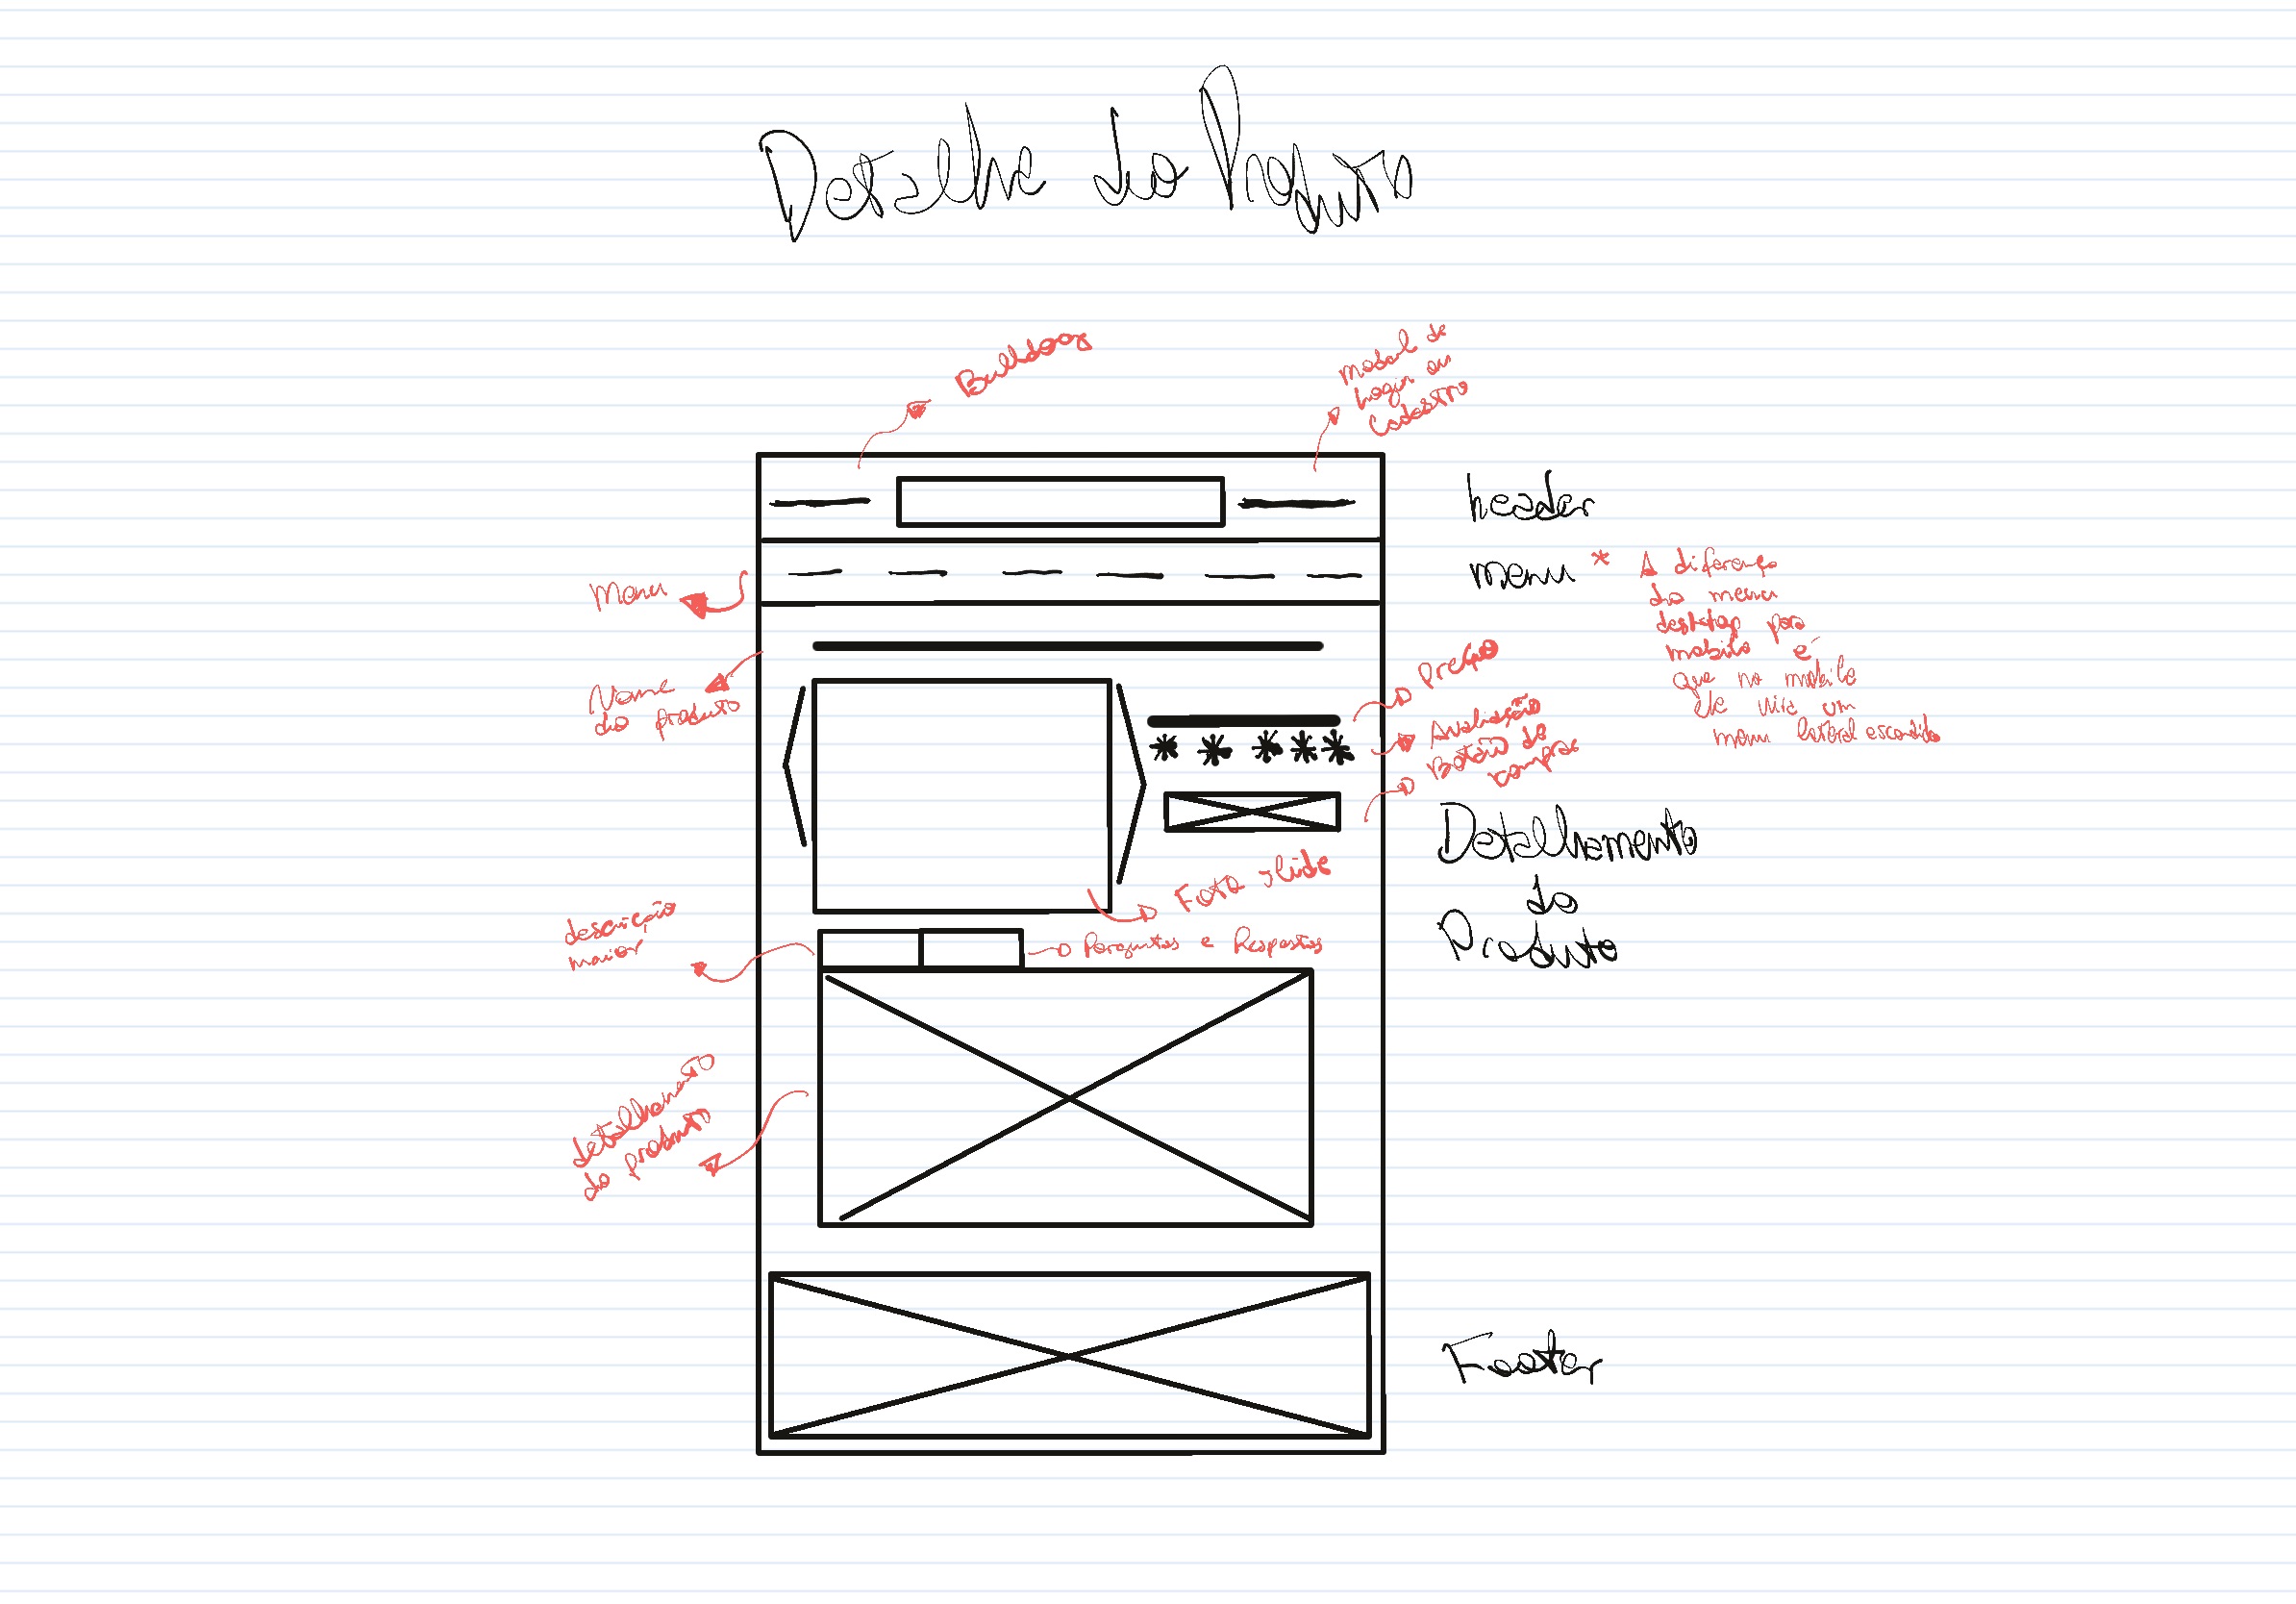 Detalhe do Produto
Bulldogs
modal de
Login ou
Cadastro
header
menu
* A diferença
do menu
desktop para
mobile é
que no mobile
ele vira um
menu lateral escondido
Menu
Nome
do produto
Preço
Avaliação
Botão de
compras
Foto slide
Detalhamento
do
Produto
descrição
maior
Perguntas e Respostas
detalhamento
do produto
Footer